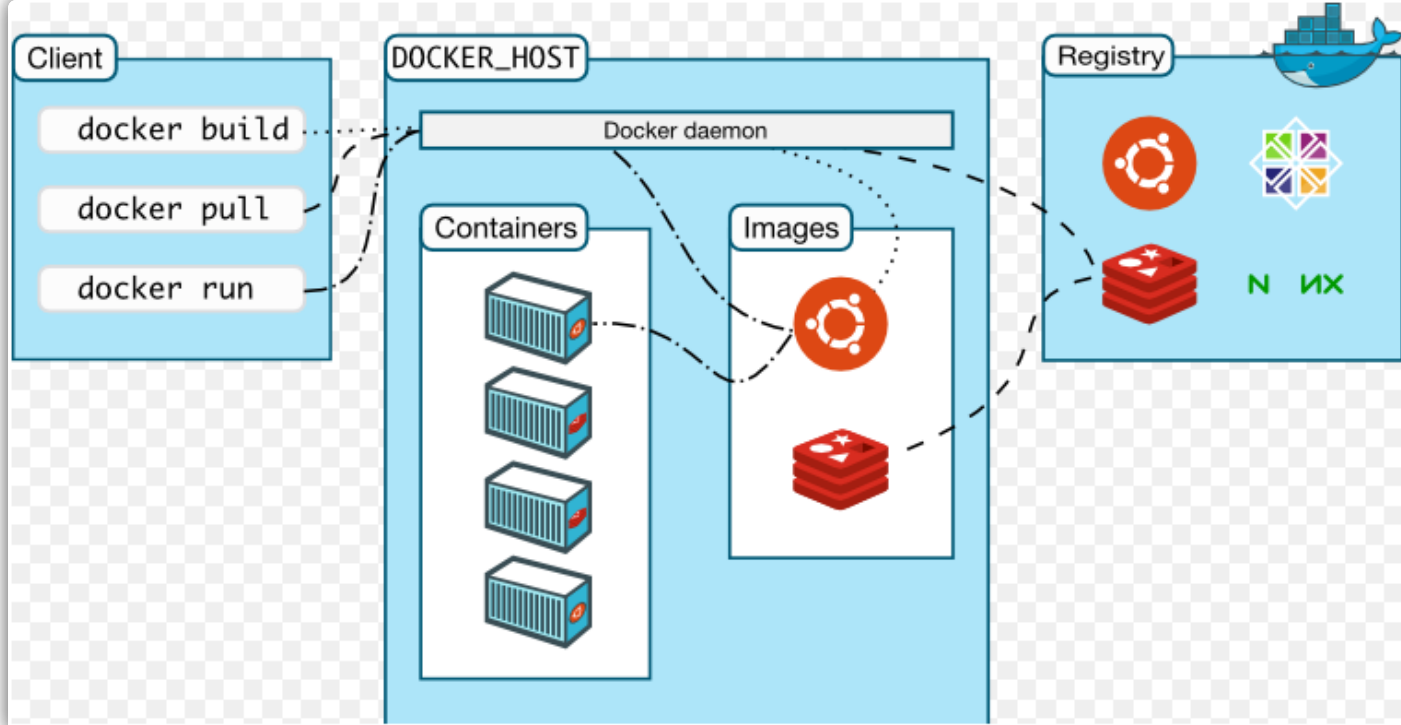 Client
docker build
docker pull
docker run
DOCKER_HOST
Docker daemon
Containers
Images
Registry
N ИX